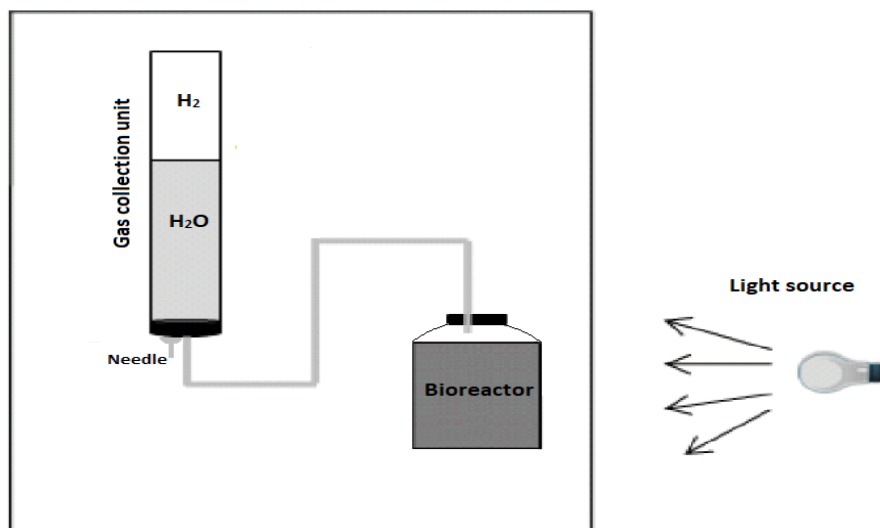 H₂
Gas collection unit
H₂O
Needle
Bioreactor
Light source